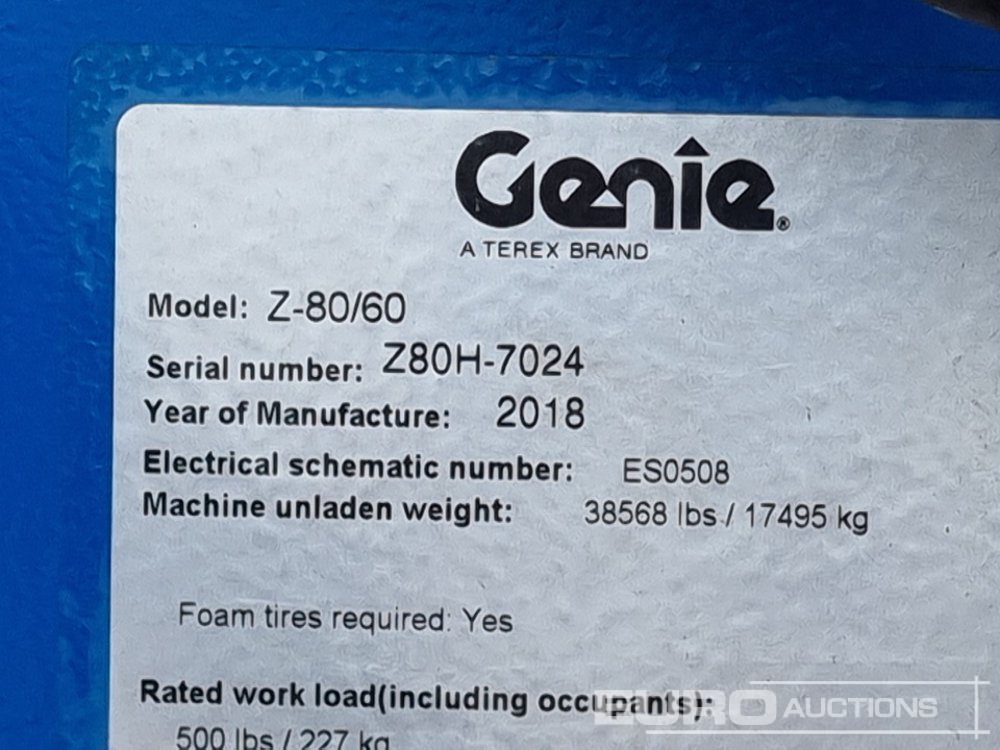 Genie®
A TEREX BRAND
Model: Z-80/60
Serial number: Z80H-7024
Year of Manufacture: 2018
Electrical schematic number: ES0508
Machine unladen weight: 38568 lbs / 17495 kg
Foam tires required: Yes
Rated work load(including occupants):
500 lbs / 227 kg
EURO AUCTIONS